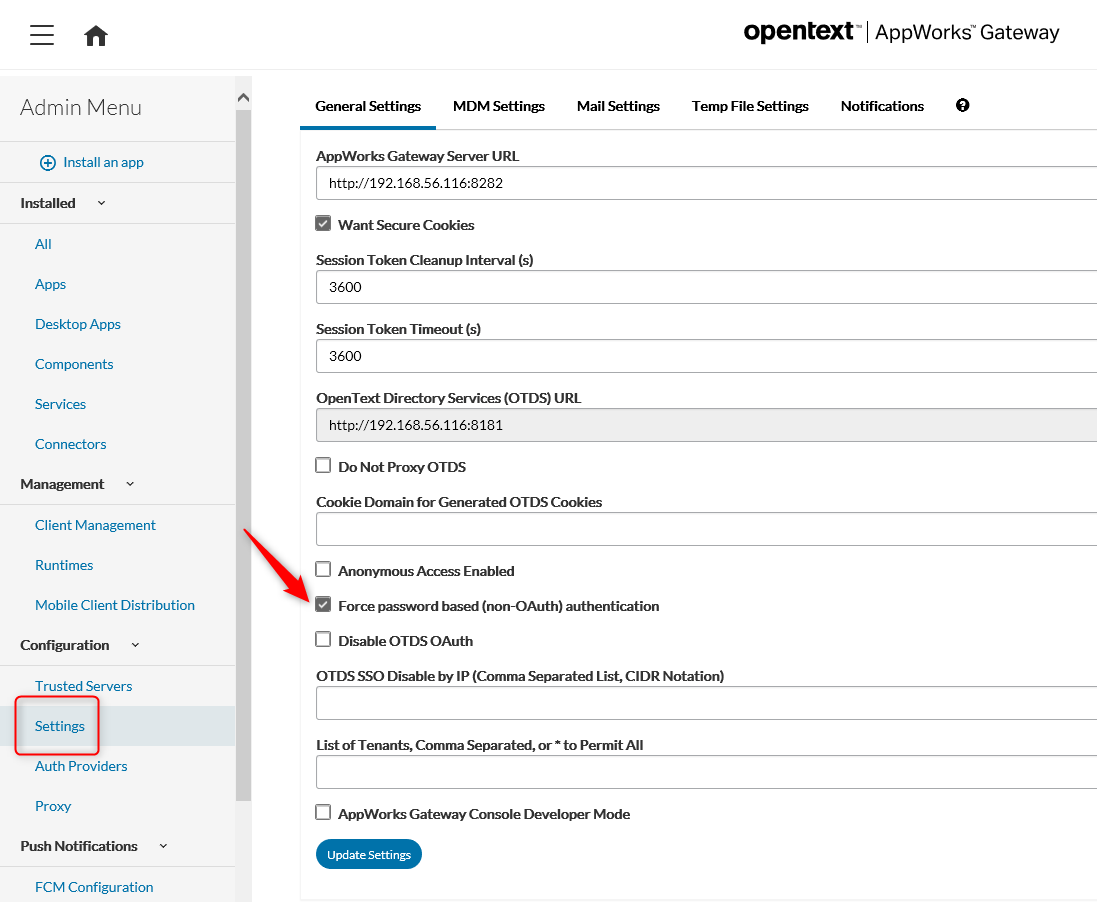 opentext™ | AppWorks™ Gateway
Admin Menu
Install an app
Installed
All
Apps
Desktop Apps
Components
Services
Connectors
Management
Client Management
Runtimes
Mobile Client Distribution
Configuration
Trusted Servers
Settings
Auth Providers
Proxy
Push Notifications
FCM Configuration
General Settings MDM Settings Mail Settings Temp File Settings Notifications ?
AppWorks Gateway Server URL
http://192.168.56.116:8282
Want Secure Cookies
Session Token Cleanup Interval (s)
3600
Session Token Timeout (s)
3600
OpenText Directory Services (OTDS) URL
http://192.168.56.116:8181
Do Not Proxy OTDS
Cookie Domain for Generated OTDS Cookies
Anonymous Access Enabled
Force password based (non-OAuth) authentication
Disable OTDS OAuth
OTDS SSO Disable by IP (Comma Separated List, CIDR Notation)
List of Tenants, Comma Separated, or * to Permit All
AppWorks Gateway Console Developer Mode
Update Settings